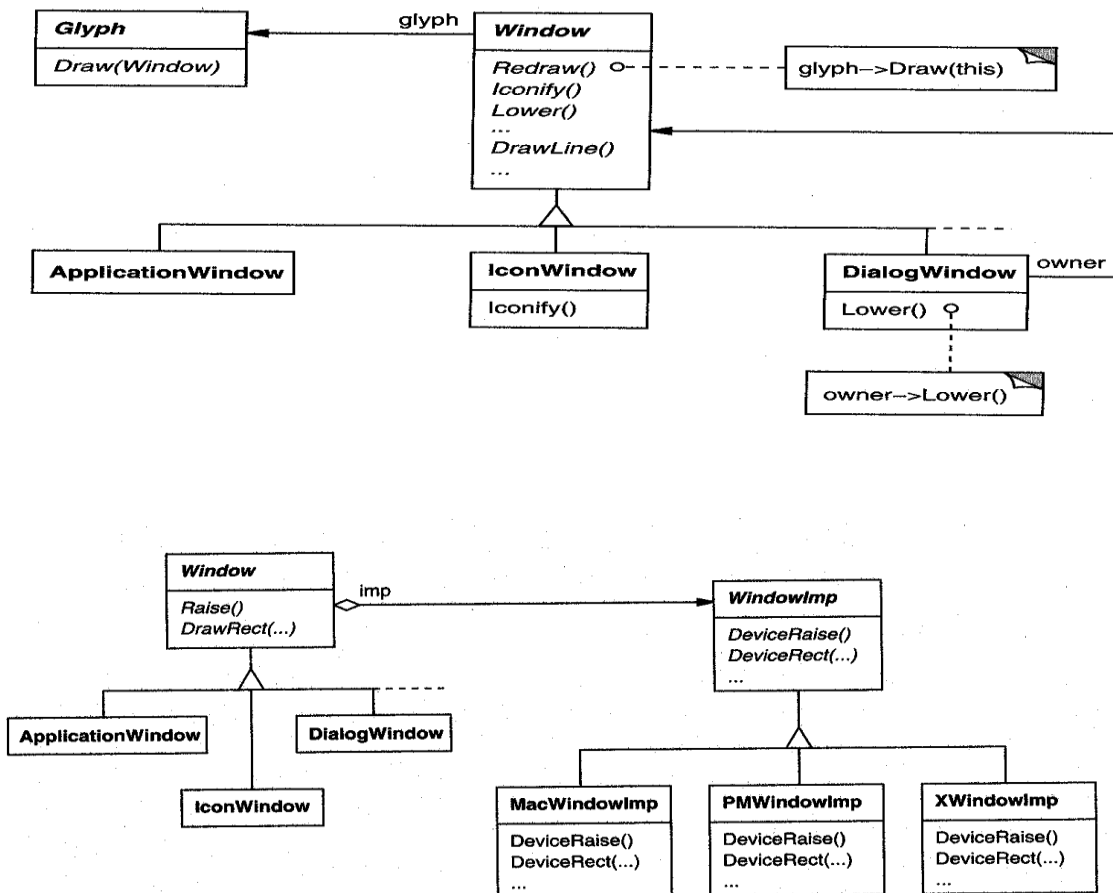 Glyph
Draw(Window)
glyph
Window
Redraw()
Iconify()
Lower()
...
DrawLine()
...
glyph–>Draw(this)
ApplicationWindow
IconWindow
Iconify()
DialogWindow
Lower()
owner
owner–>Lower()
Window
Raise()
DrawRect(...)
imp
WindowImp
DeviceRaise()
DeviceRect(...)
...
ApplicationWindow
DialogWindow
IconWindow
MacWindowImp
DeviceRaise()
DeviceRect(...)
...
PMWindowImp
DeviceRaise()
DeviceRect(...)
...
XWindowImp
DeviceRaise()
DeviceRect(...)
...